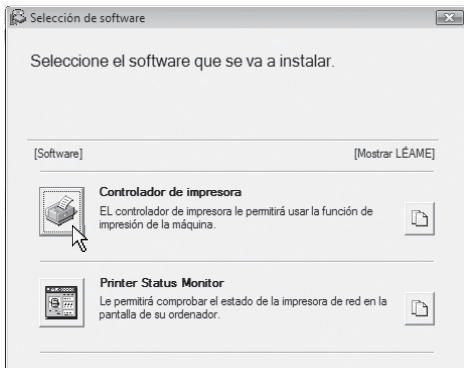 Selección de software
Seleccione el software que se va a instalar.
[Software] [Mostrar LÉAME]
Controlador de impresora
EL controlador de impresora le permitirá usar la función de
impresión de la máquina.
Printer Status Monitor
Le permitirá comprobar el estado de la impresora de red en la
pantalla de su ordenador.